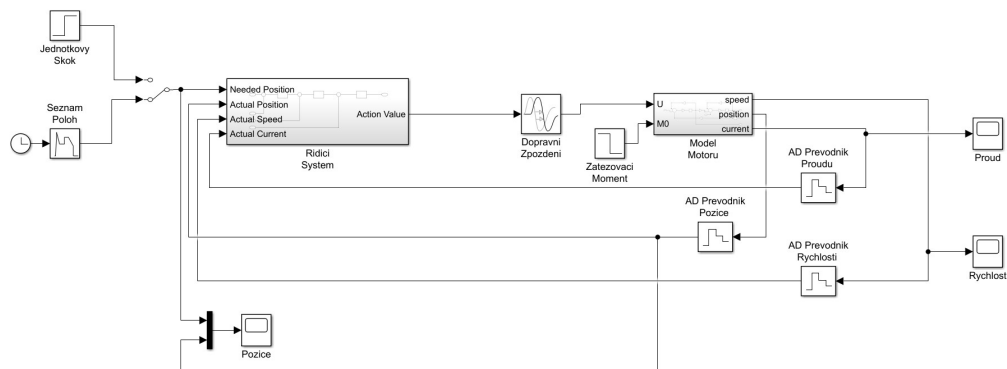 Jednotkovy
Skok
Seznam
Poloh
Needed Position
Actual Position
Actual Speed
Actual Current
Action Value
Ridici
System
Dopravni
Zpozdeni
Zatezovaci
Moment
U
M0
speed
position
current
Model
Motoru
Proud
AD Prevodnik
Proudu
AD Prevodnik
Pozice
AD Prevodnik
Rychlosti
Rychlost
Pozice